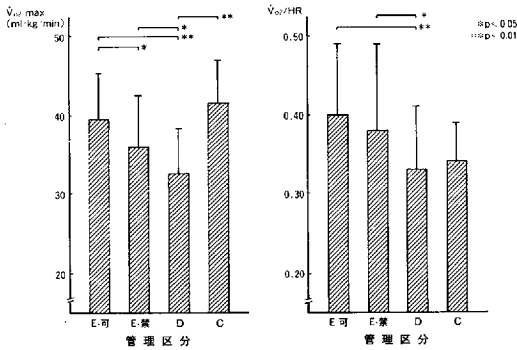 V̇o₂ max
(ml·kg·min)
50
40
30
20
**
*
**
*
E·可
E·禁
D
C
管理区分
V̇o₂/HR
※p< 0.05
※※p< 0.01
0.50
0.40
0.30
0.20
*
**
E·可
E·禁
D
C
管理区分